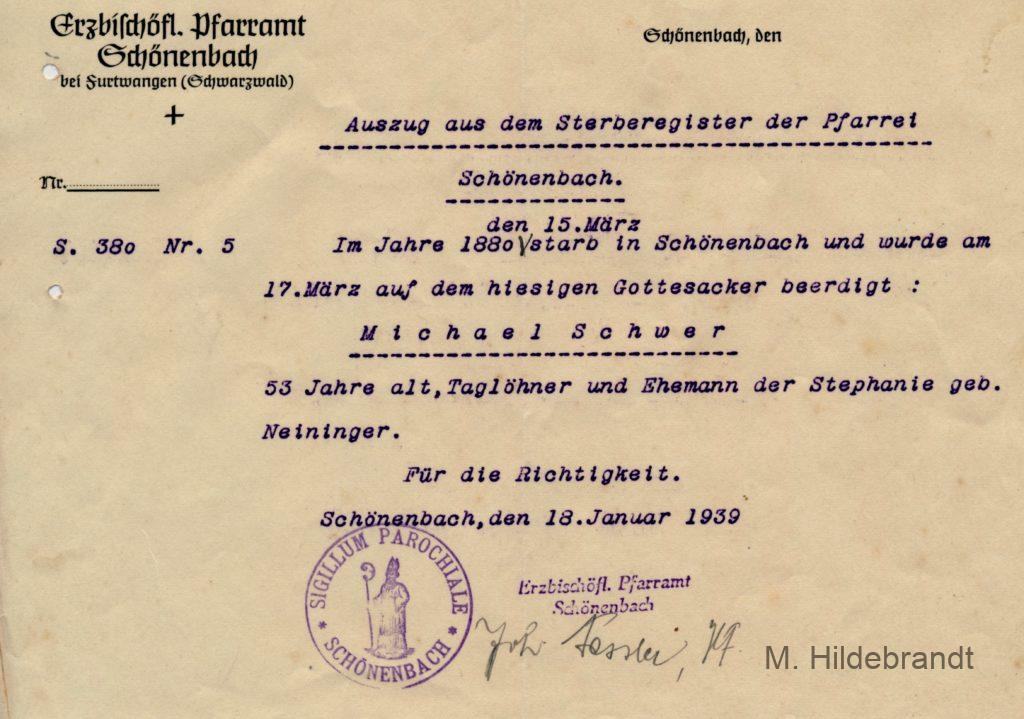 Erzbischöfl. Pfarramt
Schönenbach
bei Furtwangen (Schwarzwald)
Schönenbach, den
Auszug aus dem Sterberegister der Pfarrei
Schönenbach.
Nr.
den 15.März
S. 38o Nr. 5 Im Jahre 188o starb in Schönenbach und wurde am
17.März auf dem hiesigen Gottesacker beerdigt :
Michael Schwer
53 Jahre alt, Taglöhner und Ehemann der Stephanie geb.
Neininger.
Für die Richtigkeit.
Schönenbach, den 18.Januar 1939
SIGILLUM PAROCHIALE
* SCHÖNENBACH *
Erzbischöfl. Pfarramt
Schönenbach
M. Hildebrandt